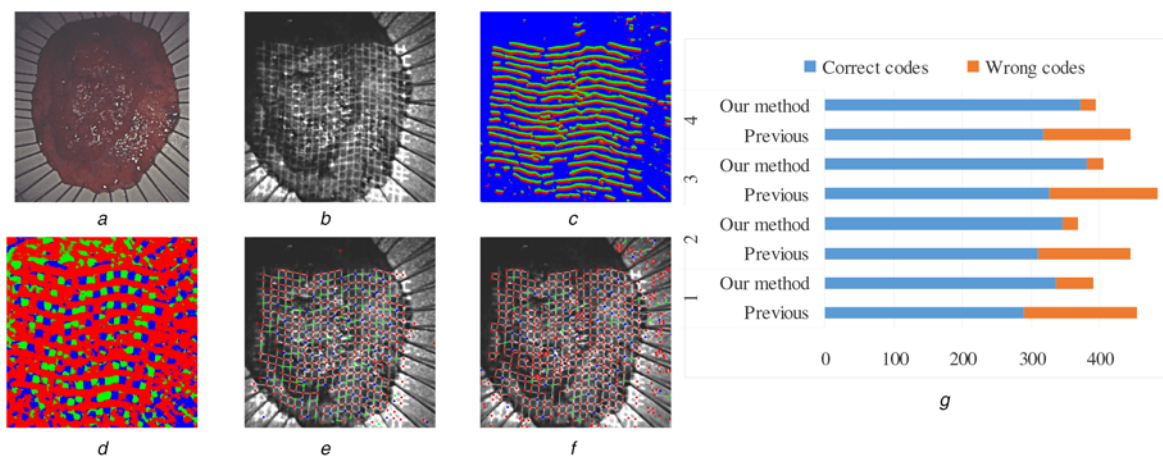 a
b
c
d
e
f
Correct codes Wrong codes
4
Our method
Previous
3
Our method
Previous
2
Our method
Previous
1
Our method
Previous
0 100 200 300 400
g